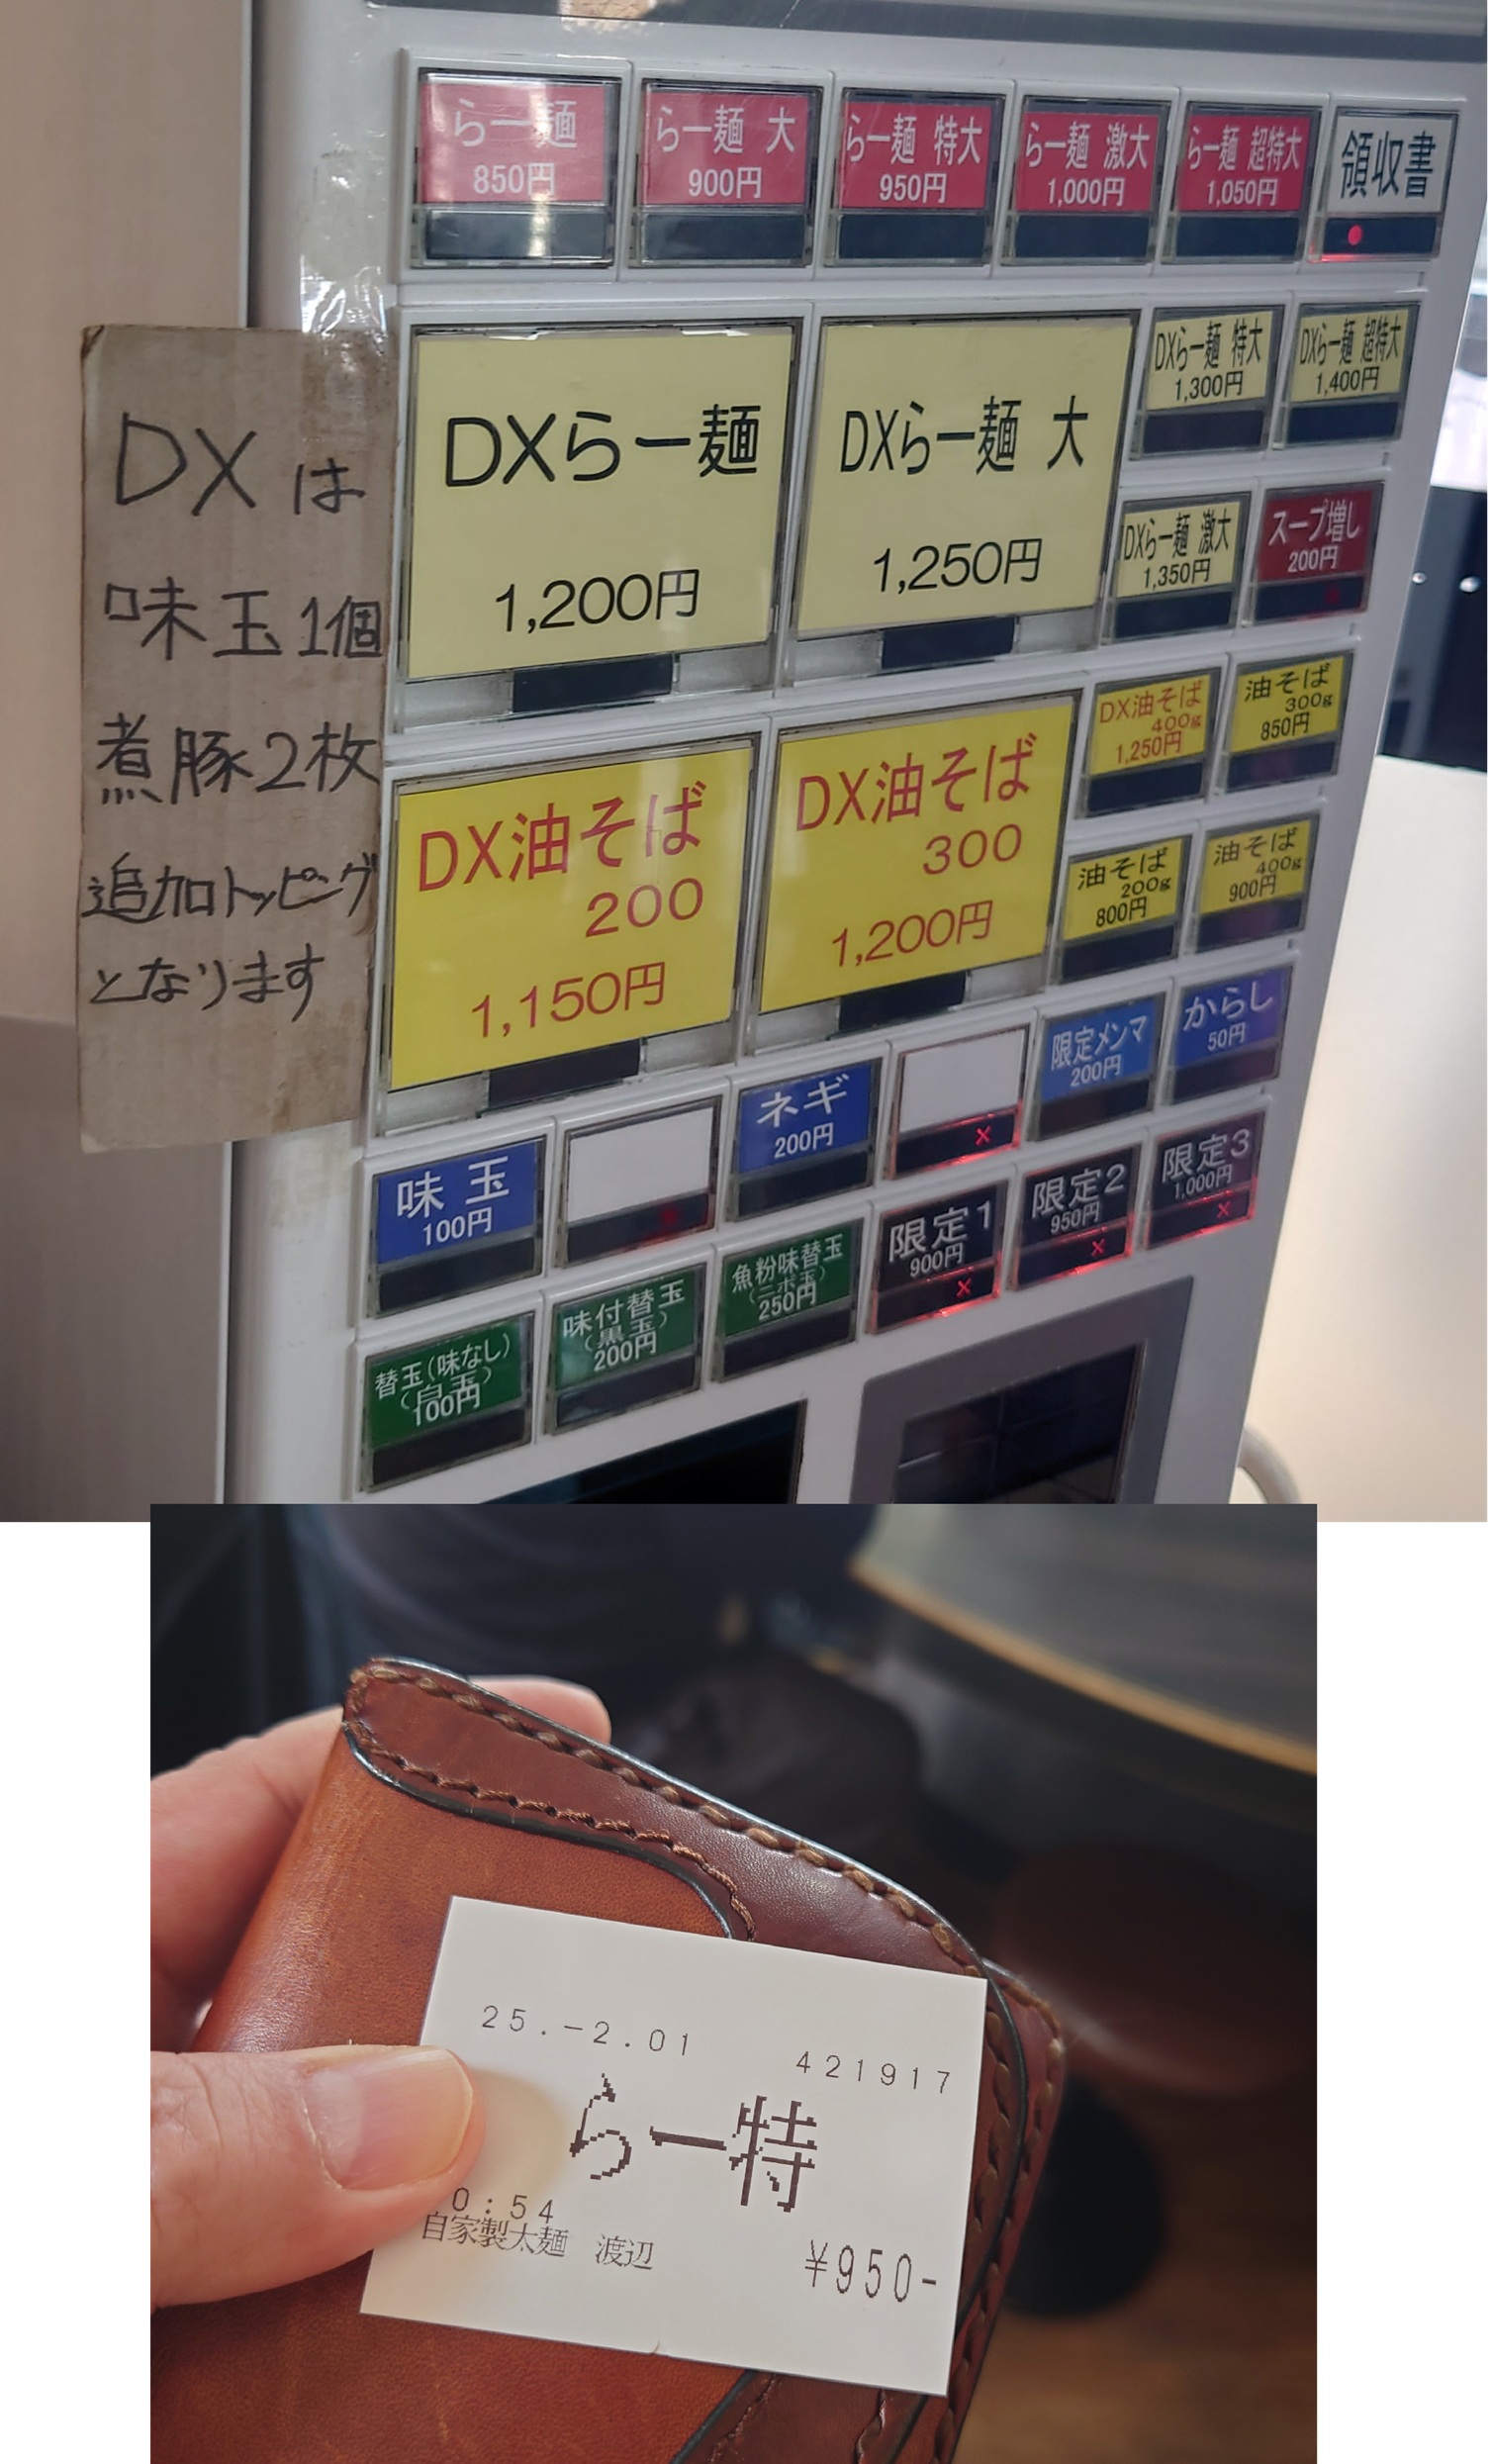 らー麺
850円
らー麺 大
900円
らー麺 特大
950円
らー麺 激大
1,000円
らー麺 超特大
1,050円
領収書
DXは
味玉1個
煮豚2枚
追加トッピング
となります
DXらー麺
1,200円
DXらー麺 大
1,250円
DXらー麺 特大
1,300円
DXらー麺 超特大
1,400円
DXらー麺 激大
1,350円
スープ増し
200円
DX油そば
200
1,150円
DX油そば
300
1,200円
DX油そば
400g
1,250円
油そば
300g
850円
油そば
200g
800円
油そば
400g
900円
味玉
100円
ネギ
200円
×
限定メンマ
200円
からし
50円
替玉(味なし)
(白玉)
100円
味付替玉
(黒玉)
200円
魚粉味替玉
(ニボ玉)
250円
限定1
900円
×
限定2
950円
×
限定3
1,000円
×
25.-2.01
421917
らー特
0:54
自家製太麺 渡辺
¥950-